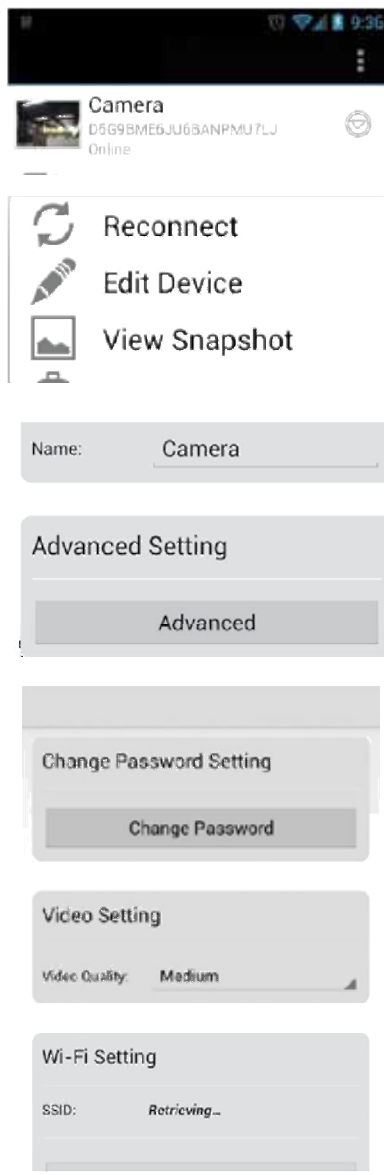 9:36
Camera
D5G9BME6JU6BANPMU7LJ
Online
Reconnect
Edit Device
View Snapshot
Name: Camera
Advanced Setting
Advanced
Change Password Setting
Change Password
Video Setting
Video Quality: Medium
Wi-Fi Setting
SSID: Retrieving...